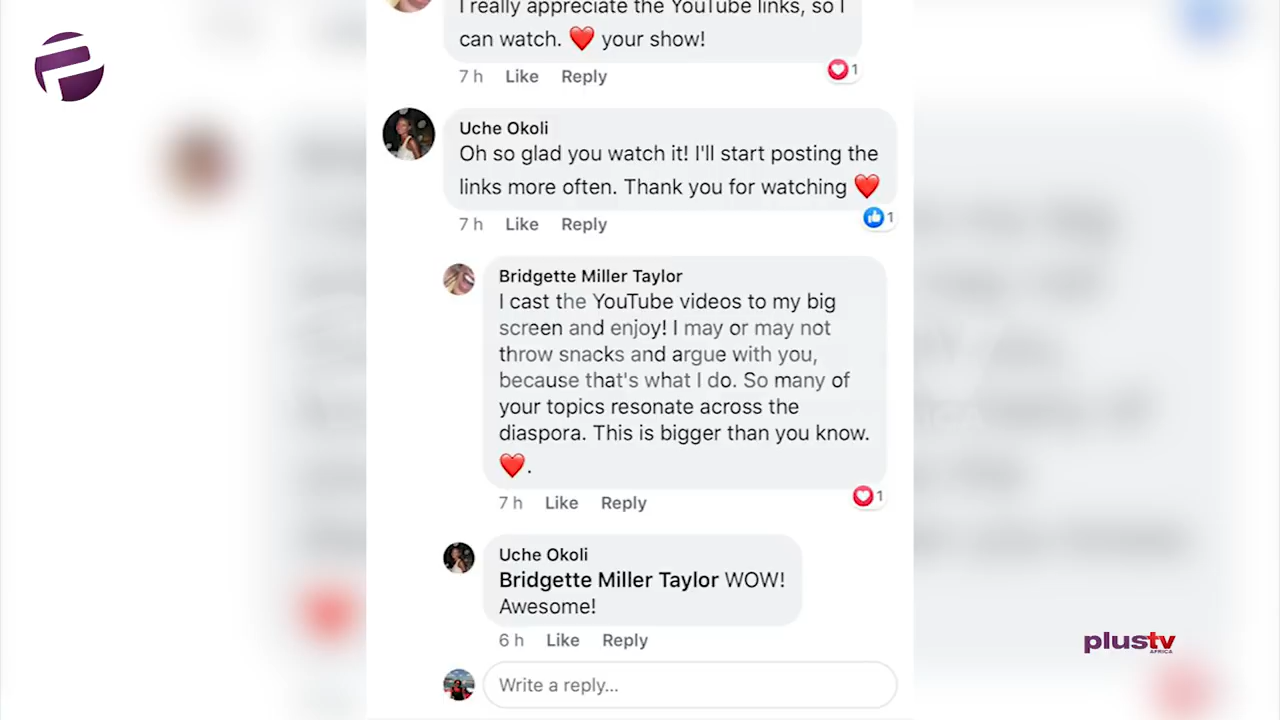 I really appreciate the YouTube links, so I
can watch. ❤️ your show!
7 h Like Reply
1
Uche Okoli
Oh so glad you watch it! I'll start posting the
links more often. Thank you for watching ❤️
1
7 h Like Reply
Bridgette Miller Taylor
I cast the YouTube videos to my big
screen and enjoy! I may or may not
throw snacks and argue with you,
because that's what I do. So many of
your topics resonate across the
diaspora. This is bigger than you know.
❤️.
7 h Like Reply
1
Uche Okoli
Bridgette Miller Taylor WOW!
Awesome!
6 h Like Reply
Write a reply...
plustv
AFRICA